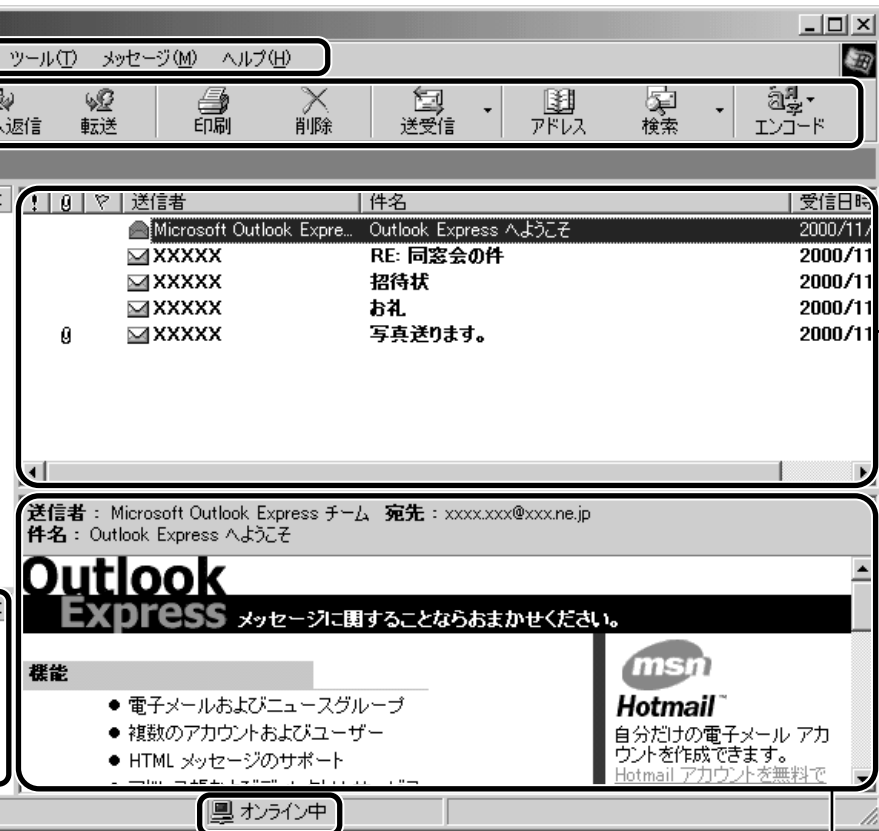 ツール(T) メッセージ(M) ヘルプ(H)
返信 転送 印刷 削除 送受信 アドレス 検索 エンコード
! 送信者 件名 受信日時
Microsoft Outlook Expre... Outlook Express へようこそ 2000/11/
XXXXX RE: 同窓会の件 2000/11
XXXXX 招待状 2000/11
XXXXX お礼 2000/11
XXXXX 写真送ります。 2000/11
送信者 : Microsoft Outlook Express チーム 宛先 : xxxx.xxx@xxx.ne.jp
件名 : Outlook Express へようこそ
Outlook
Express メッセージに関することならおまかせください。
機能
● 電子メールおよびニュースグループ
● 複数のアカウントおよびユーザー
● HTML メッセージのサポート
msn
Hotmail™
自分だけの電子メール アカ
ウントを作成できます。
Hotmail アカウントを無料で
オンライン中